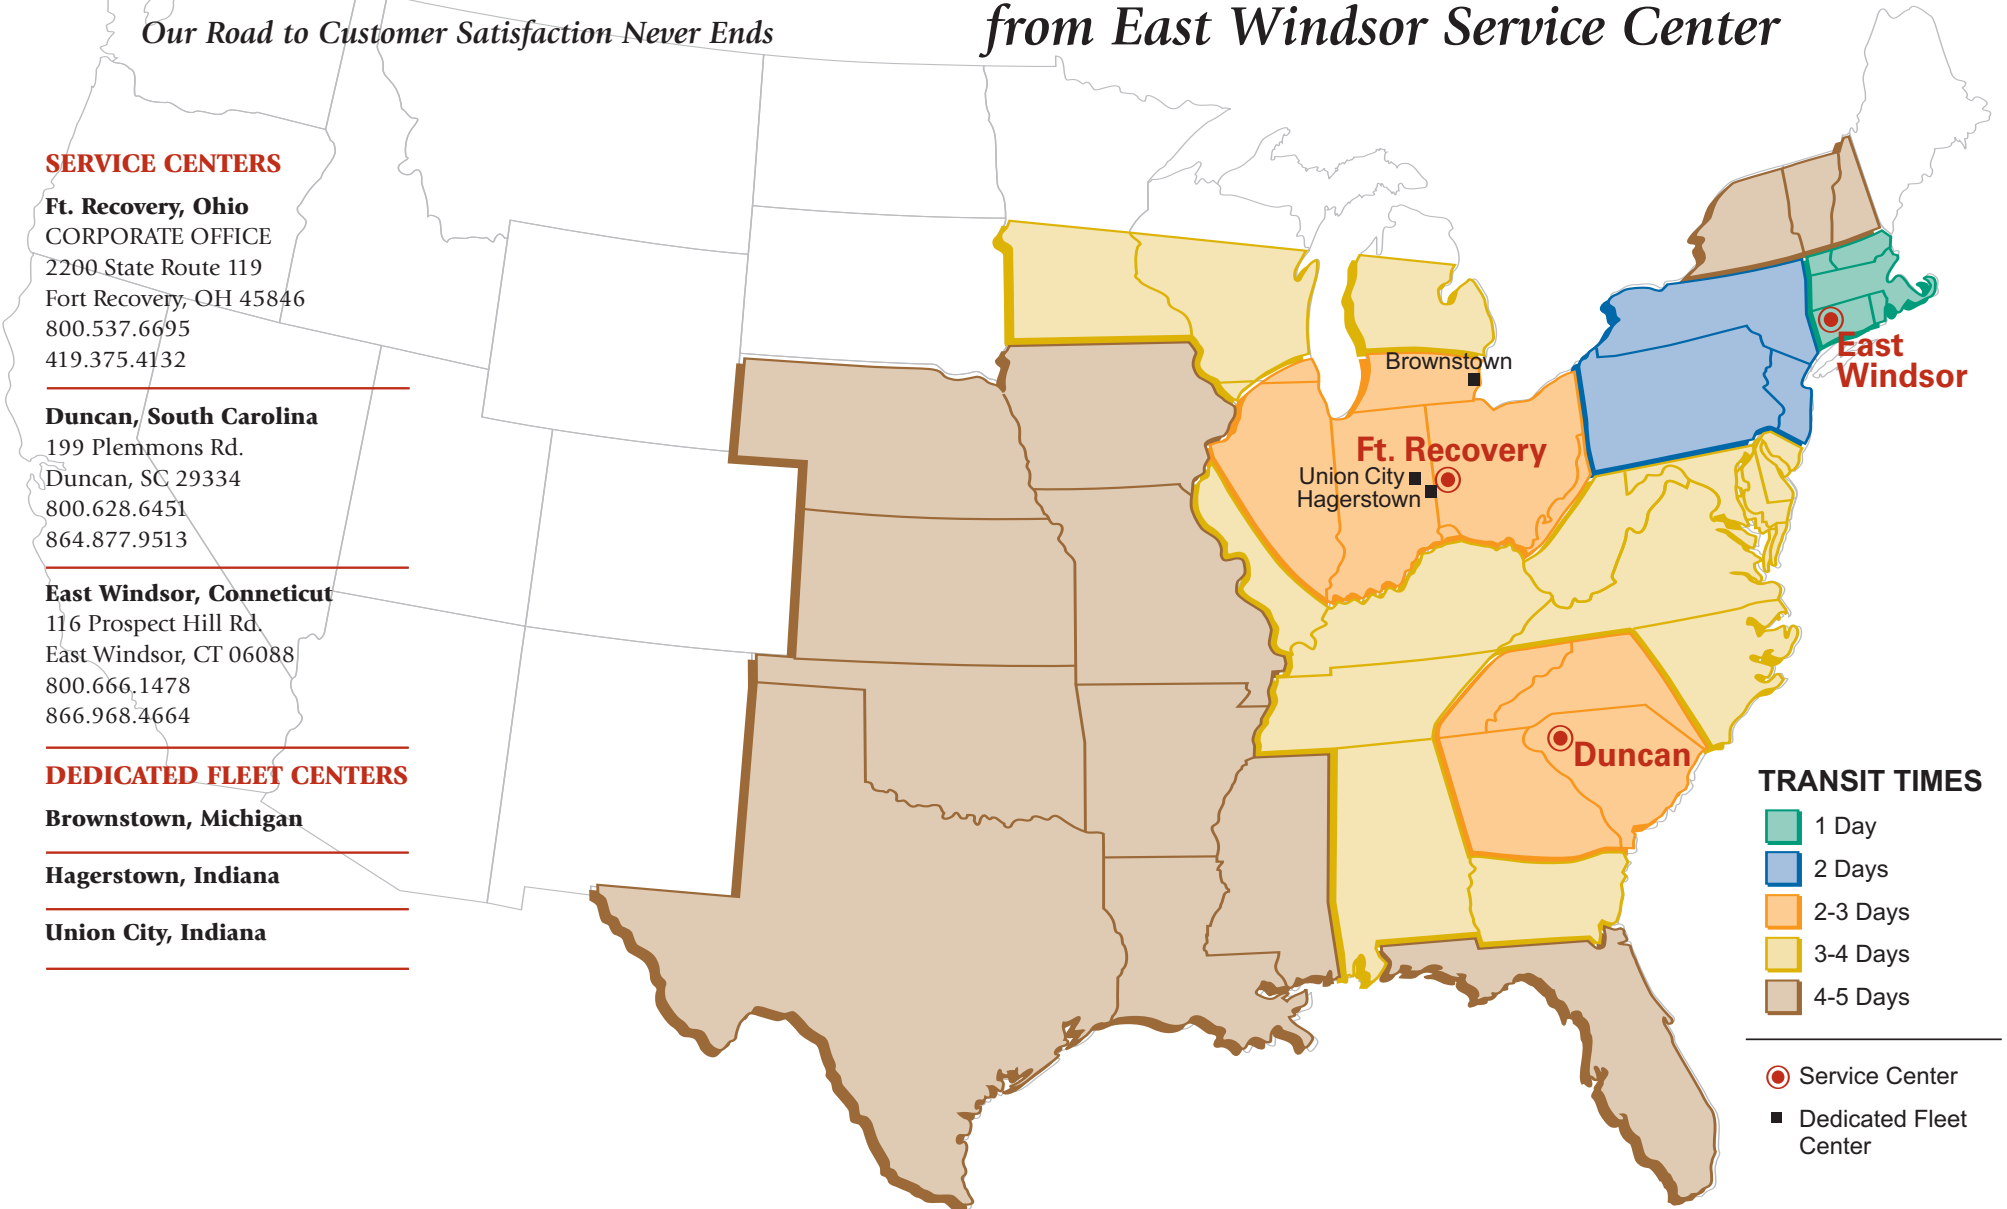 Our Road to Customer Satisfaction Never Ends
from East Windsor Service Center
SERVICE CENTERS
Ft. Recovery, Ohio
CORPORATE OFFICE
2200 State Route 119
Fort Recovery, OH 45846
800.537.6695
419.375.4132
Duncan, South Carolina
199 Plemmons Rd.
Duncan, SC 29334
800.628.6451
864.877.9513
East Windsor, Conneticut
116 Prospect Hill Rd.
East Windsor, CT 06088
800.666.1478
866.968.4664
DEDICATED FLEET CENTERS
Brownstown, Michigan
Hagerstown, Indiana
Union City, Indiana
Brownstown
Ft. Recovery
Union City
Hagerstown
East
Windsor
Duncan
TRANSIT TIMES
1 Day
2 Days
2-3 Days
3-4 Days
4-5 Days
Service Center
Dedicated Fleet
Center